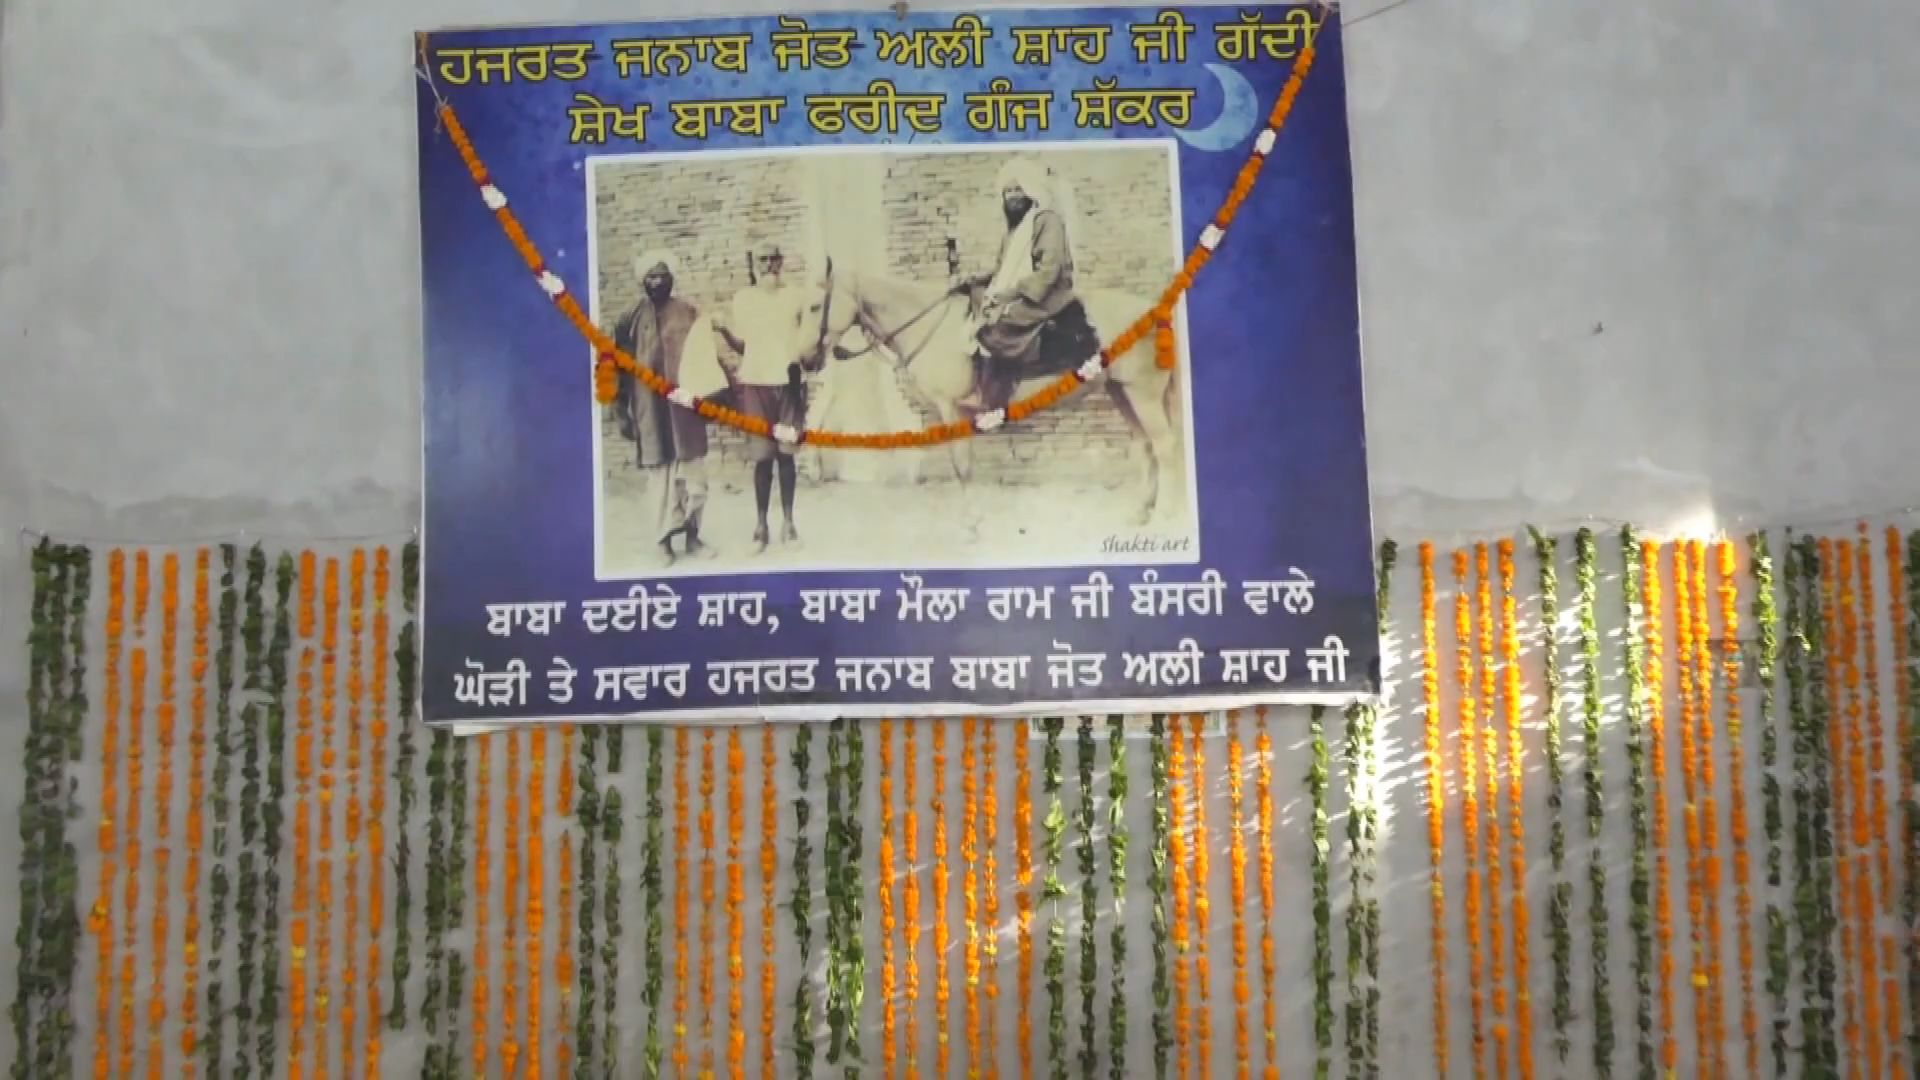 ਹਜਰਤ ਜਨਾਬ ਜੋਤ ਅਲੀ ਸ਼ਾਹ ਜੀ ਗੱਦੀ
ਸ਼ੇਖ ਬਾਬਾ ਫਰੀਦ ਗੰਜ ਸ਼ੱਕਰ
Shakti art
ਬਾਬਾ ਦਈਏ ਸ਼ਾਹ, ਬਾਬਾ ਮੌਲਾ ਰਾਮ ਜੀ ਬੰਸਰੀ ਵਾਲੇ
ਘੋੜੀ ਤੇ ਸਵਾਰ ਹਜਰਤ ਜਨਾਬ ਬਾਬਾ ਜੋਤ ਅਲੀ ਸ਼ਾਹ ਜੀ